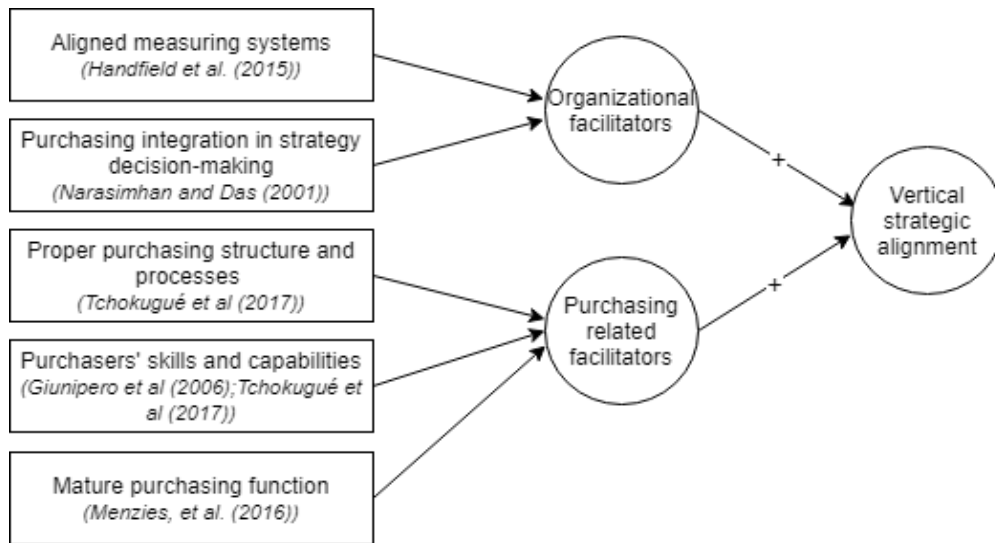 Aligned measuring systems
(Handfield et al. (2015))
Purchasing integration in strategy
decision-making
(Narasimhan and Das (2001))
Proper purchasing structure and
processes
(Tchokugué et al (2017))
Purchasers' skills and capabilities
(Giunipero et al (2006);Tchokugué et
al (2017))
Mature purchasing function
(Menzies, et al. (2016))
Organizational
facilitators
Purchasing
related
facilitators
+
+
Vertical
strategic
alignment